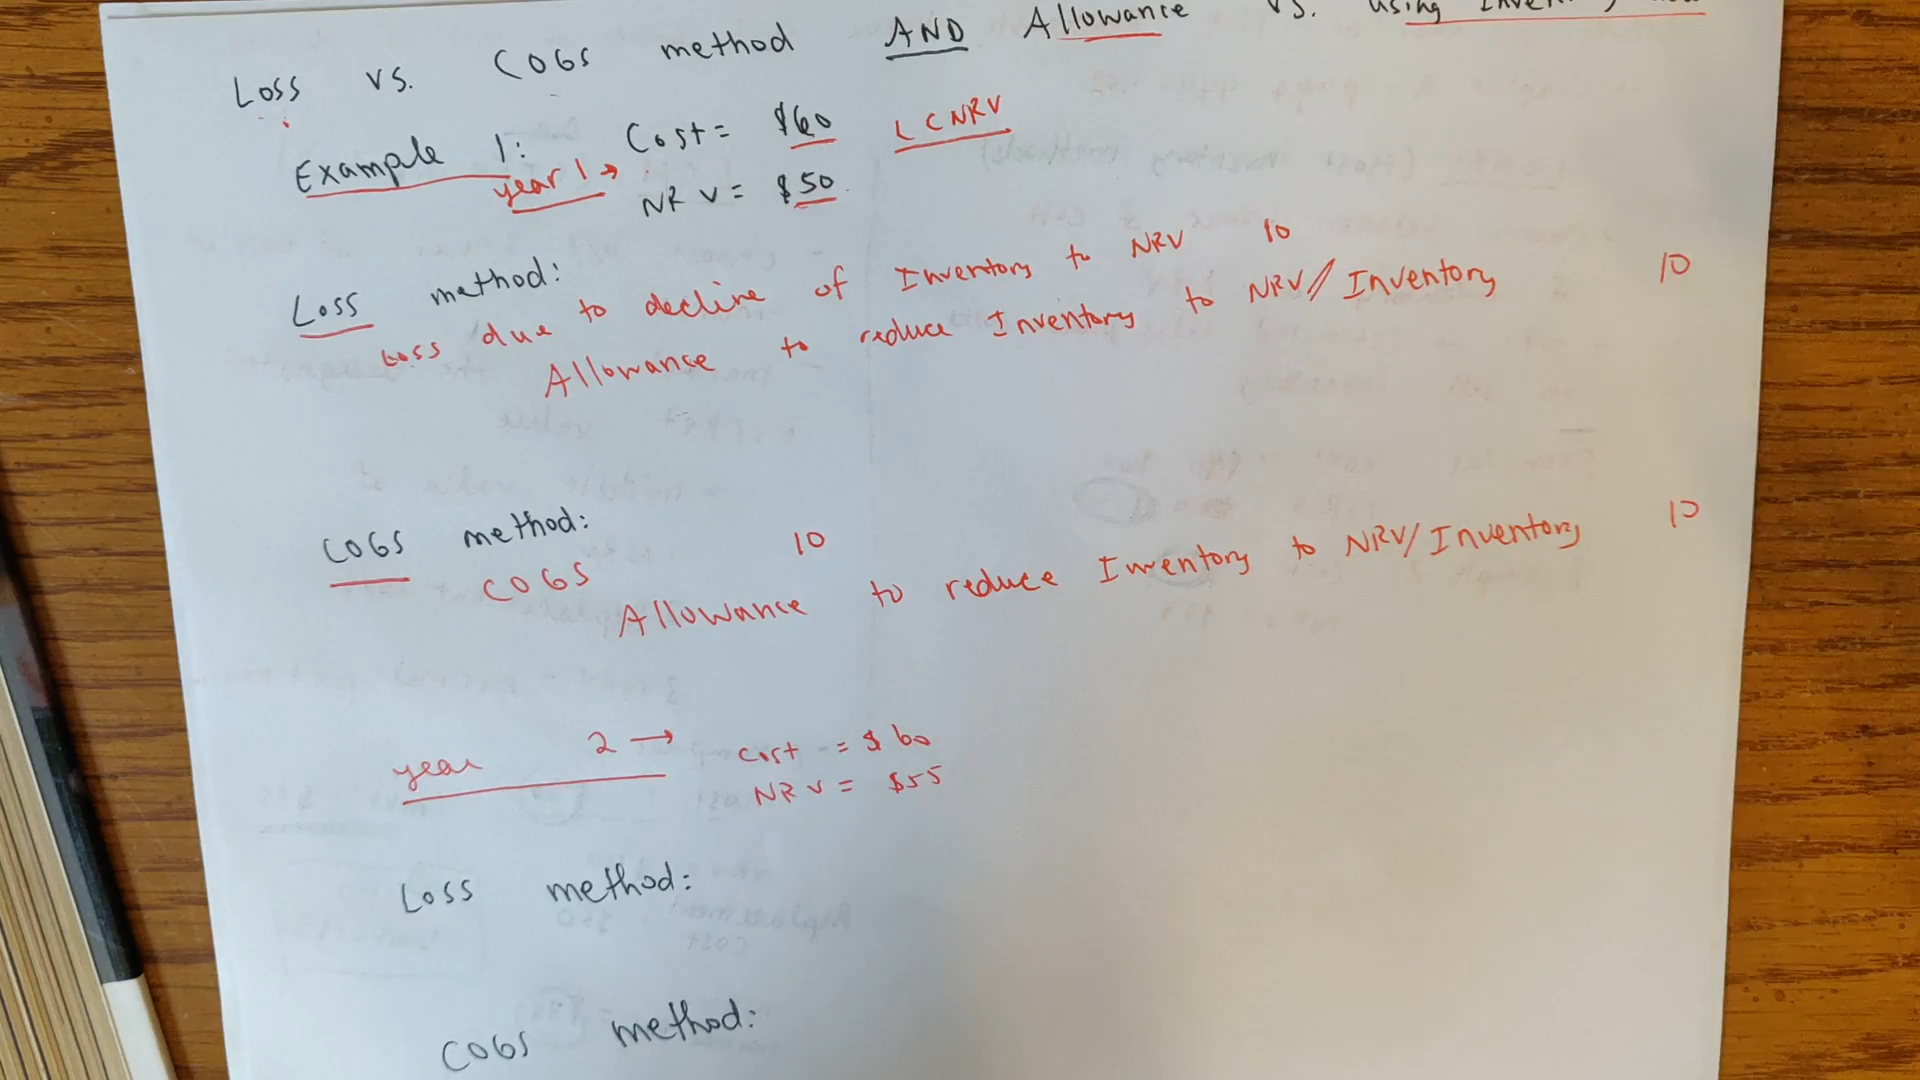 Loss vs. COGS method AND Allowance vs. using
Example 1: Cost = $60 LCNRV
year 1 → NRV = $50
Loss method:
Loss due to decline of Inventory to NRV 10
Allowance to reduce Inventory to NRV/Inventory 10
COGS method:
COGS 10
Allowance to reduce Inventory to NRV/Inventory 10
year 2 → Cost = $60
NRV = $55
Loss method:
COGS method: